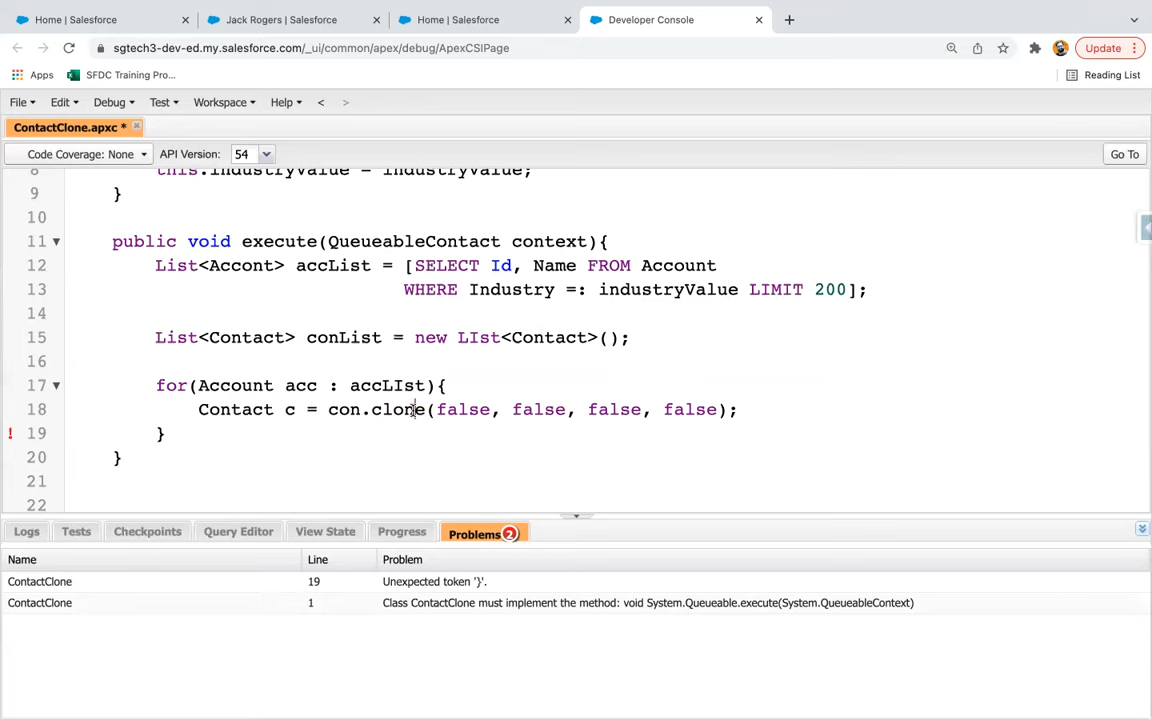 Home | Salesforce
Jack Rogers | Salesforce
Home | Salesforce
Developer Console
sgtech3-dev-ed.my.salesforce.com/_ui/common/apex/debug/ApexCSIPage
Update
Apps
SFDC Training Pro...
Reading List
File
Edit
Debug
Test
Workspace
Help
<
>
ContactClone.apxc *
Code Coverage: None
API Version:
54
Go To
8 this.industryValue = industryValue;
9 }
10
11 public void execute(QueueableContact context){
12 List<Accont> accList = [SELECT Id, Name FROM Account
13 WHERE Industry =: industryValue LIMIT 200];
14
15 List<Contact> conList = new LIst<Contact>();
16
17 for(Account acc : accLIst){
18 Contact c = con.clone(false, false, false, false);
! 19 }
20 }
21
22
Logs
Tests
Checkpoints
Query Editor
View State
Progress
Problems 2
Name Line Problem
ContactClone 19 Unexpected token '}'.
ContactClone 1 Class ContactClone must implement the method: void System.Queueable.execute(System.QueueableContext)